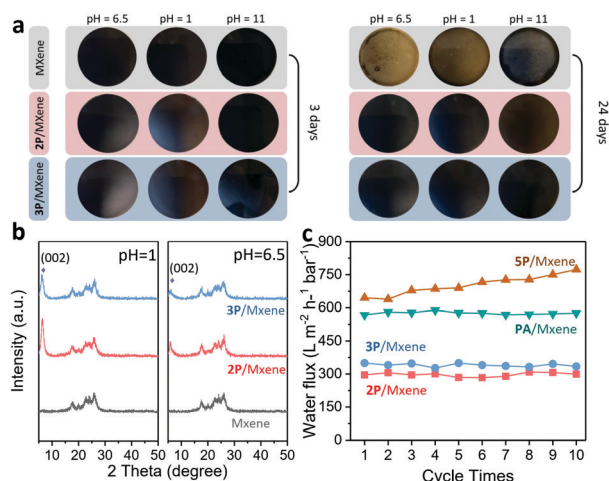 a
pH = 6.5 pH = 1 pH = 11 pH = 6.5 pH = 1 pH = 11
MXene
2P/MXene
3P/MXene
3 days
24 days
b
(002) pH=1
(002) pH=6.5
3P/Mxene
2P/Mxene
Mxene
Intensity (a.u.)
0 10 20 30 40 50 0 10 20 30 40 50
2 Theta (degree)
c
900
750
600
450
300
150
0
Water flux (L m-2 h-1 bar-1)
5P/Mxene
PA/Mxene
3P/Mxene
2P/Mxene
1 2 3 4 5 6 7 8 9 10
Cycle Times